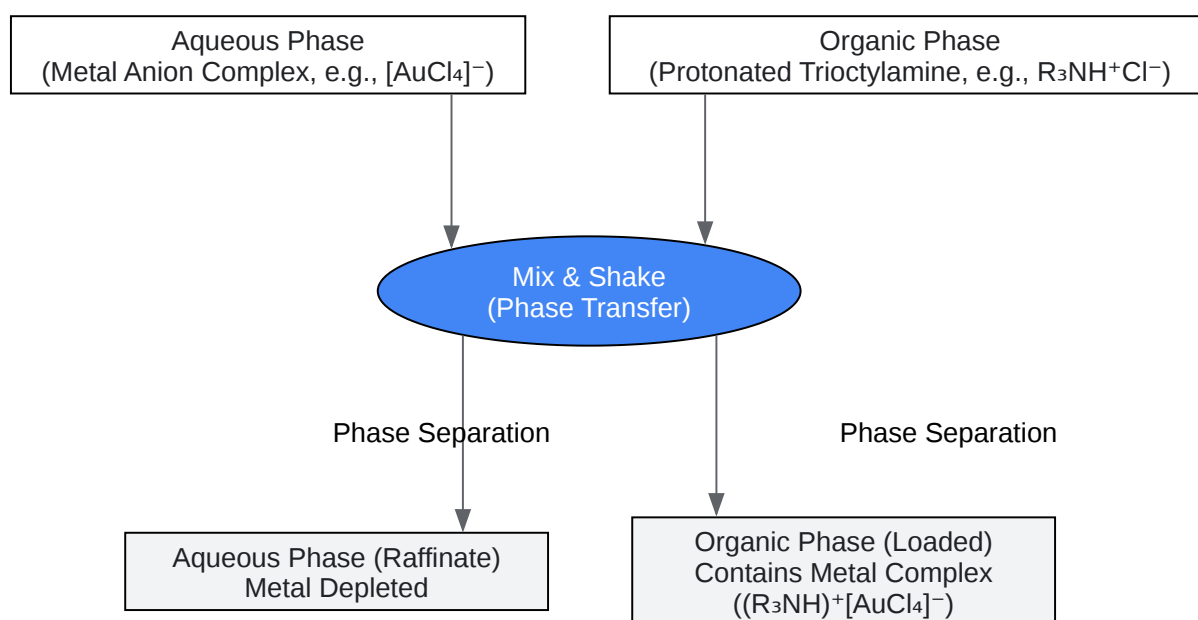 Aqueous Phase
(Metal Anion Complex, e.g., [AuCl₄]⁻)
Organic Phase
(Protonated Trioctylamine, e.g., R₃NH⁺Cl⁻)
Mix & Shake
(Phase Transfer)
Phase Separation
Phase Separation
Aqueous Phase (Raffinate)
Metal Depleted
Organic Phase (Loaded)
Contains Metal Complex
((R₃NH)⁺[AuCl₄]⁻)